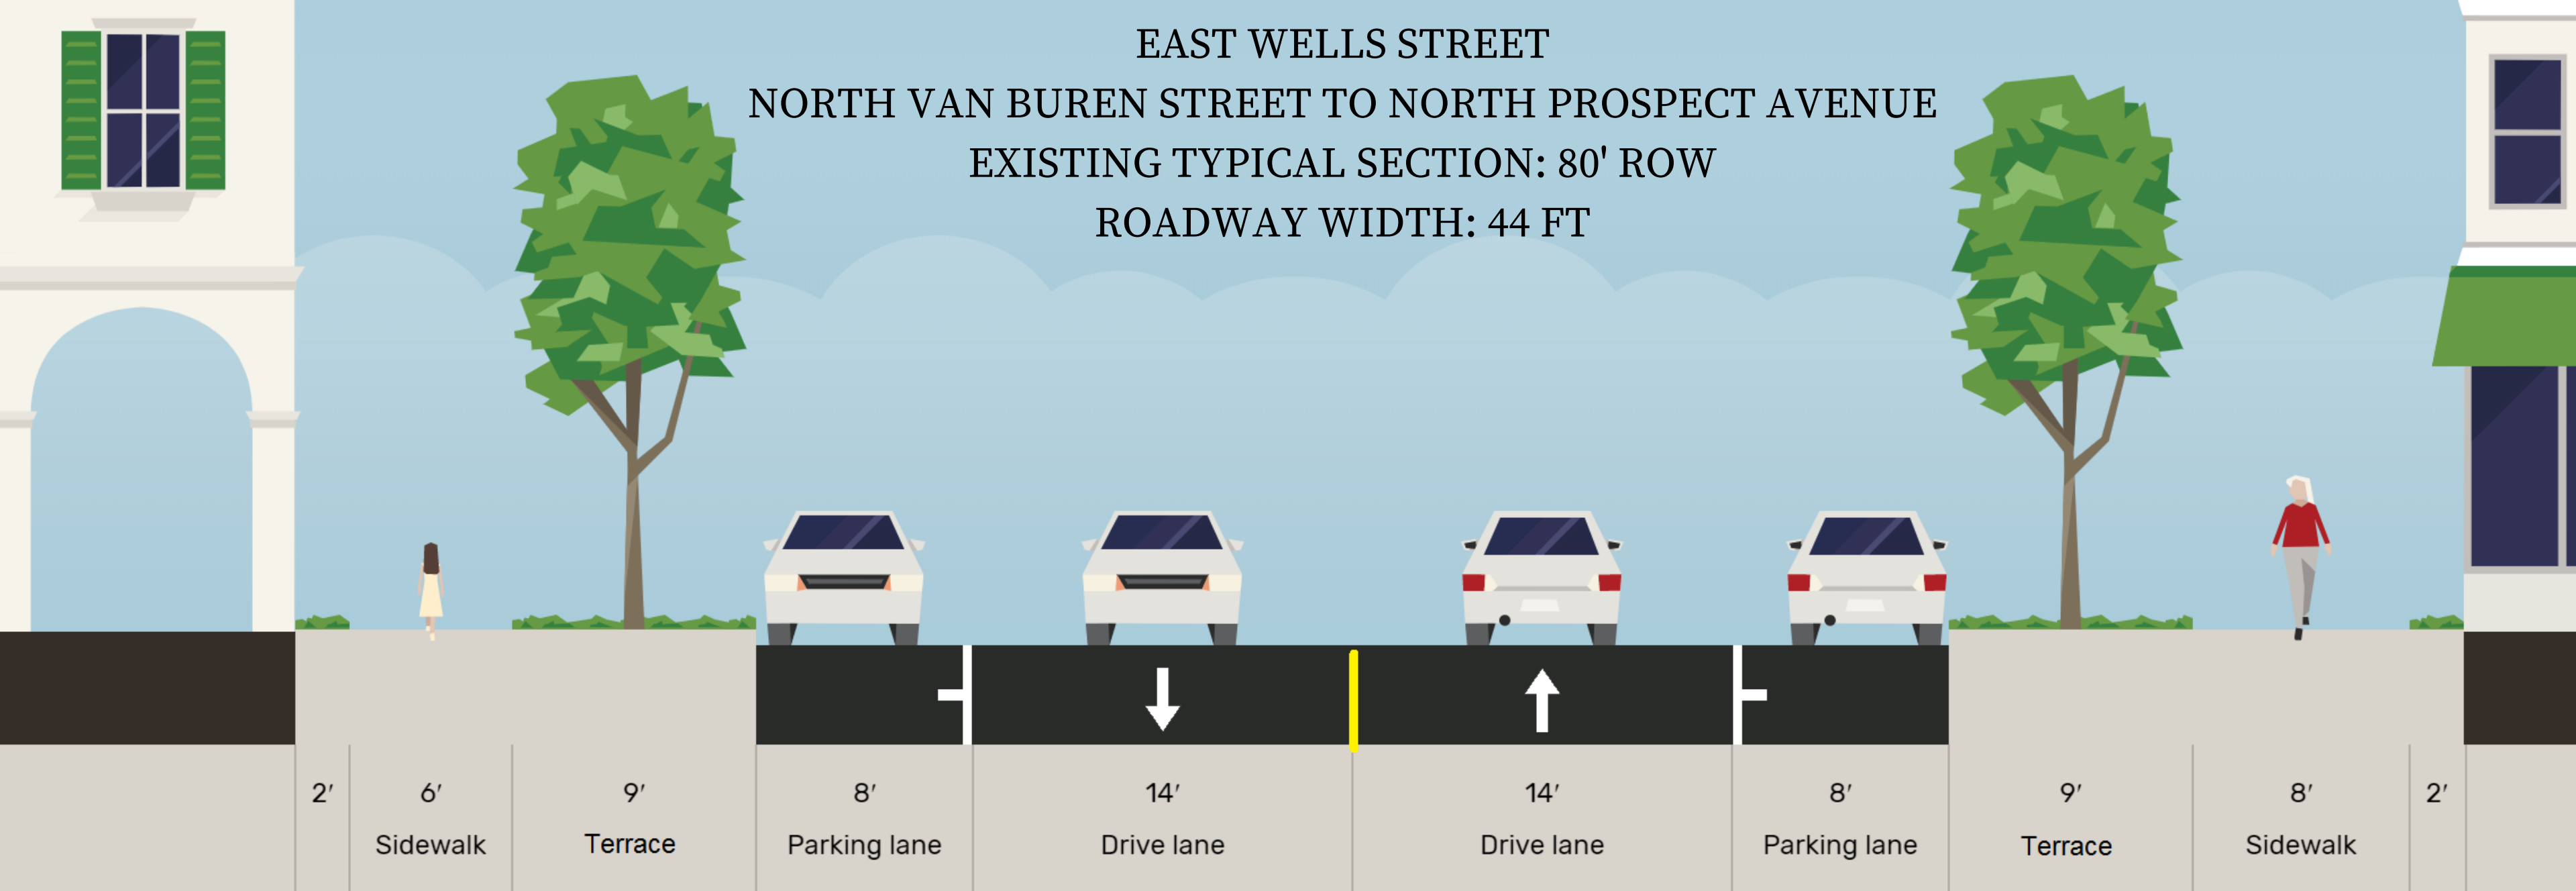 EAST WELLS STREET
NORTH VAN BUREN STREET TO NORTH PROSPECT AVENUE
EXISTING TYPICAL SECTION: 80' ROW
ROADWAY WIDTH: 44 FT
2′ 6′ 9′ 8′ 14′ 14′ 8′ 9′ 8′ 2′
Sidewalk Terrace Parking lane Drive lane Drive lane Parking lane Terrace Sidewalk